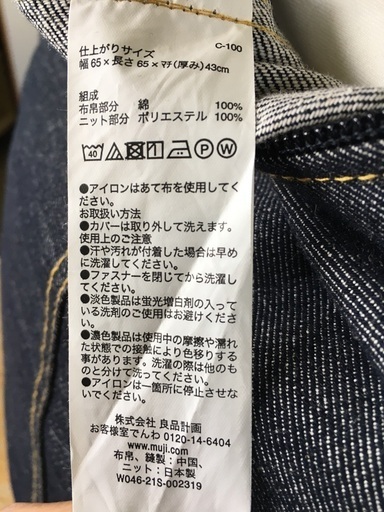 仕上がりサイズ C-100
幅65×長さ65×マチ(厚み)43cm
組成
布帛部分 綿 100%
ニット部分 ポリエステル 100%
40 P W
●アイロンはあて布を使用してく
ださい。
お取扱い方法
●カバーは取り外して洗えます。
使用上のご注意
●汗や汚れが付着した場合は早め
に洗濯してください。
●ファスナーを閉じてから洗濯し
てください。
●淡色製品は蛍光増白剤の入って
いる洗剤のご使用はお避けくださ
い。
●濃色製品は使用中の摩擦や濡れ
た状態での接触により色移りする
事があります。洗濯の際は他のも
のと分けて洗ってください。
●アイロンは一箇所に停止させな
いでください。
株式会社 良品計画
お客様室でんわ 0120-14-6404
www.muji.com
布帛、縫製:中国、
ニット:日本製
W046-21S-002319